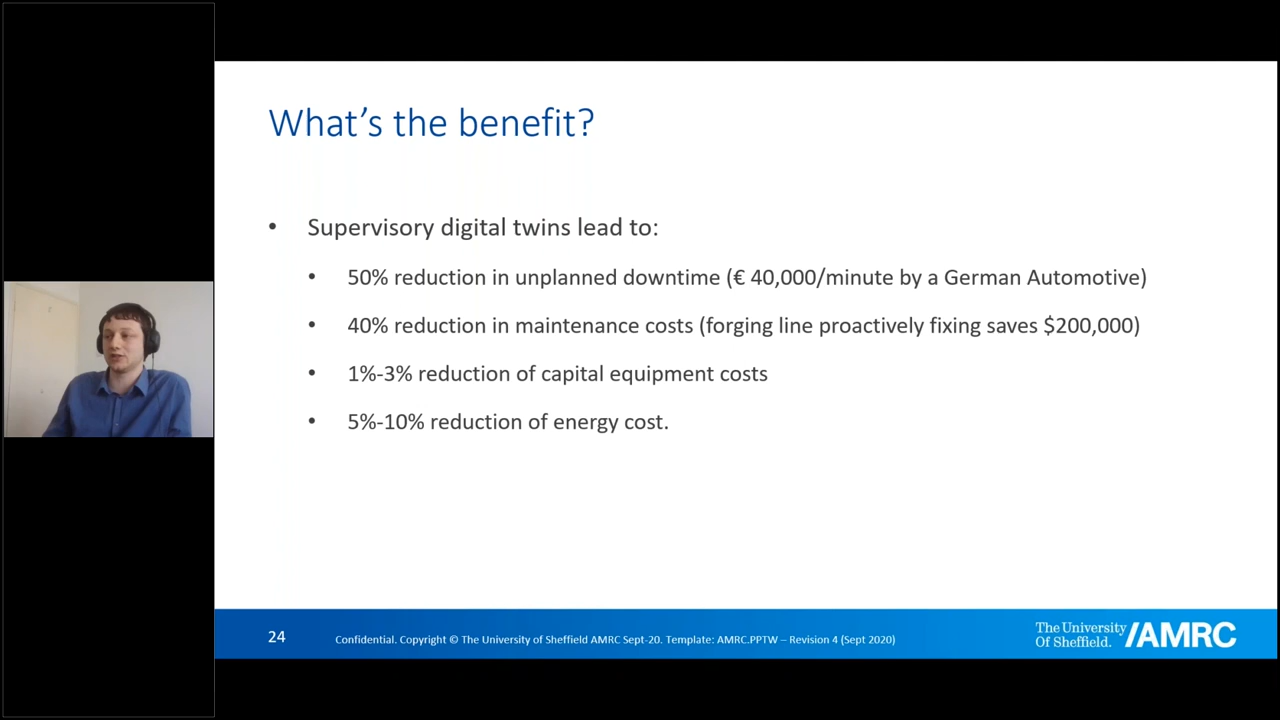 What's the benefit?
• Supervisory digital twins lead to:
• 50% reduction in unplanned downtime (€ 40,000/minute by a German Automotive)
• 40% reduction in maintenance costs (forging line proactively fixing saves $200,000)
• 1%-3% reduction of capital equipment costs
• 5%-10% reduction of energy cost.
24
Confidential. Copyright © The University of Sheffield AMRC Sept-20. Template: AMRC.PPTW – Revision 4 (Sept 2020)
The University
Of Sheffield.
AMRC